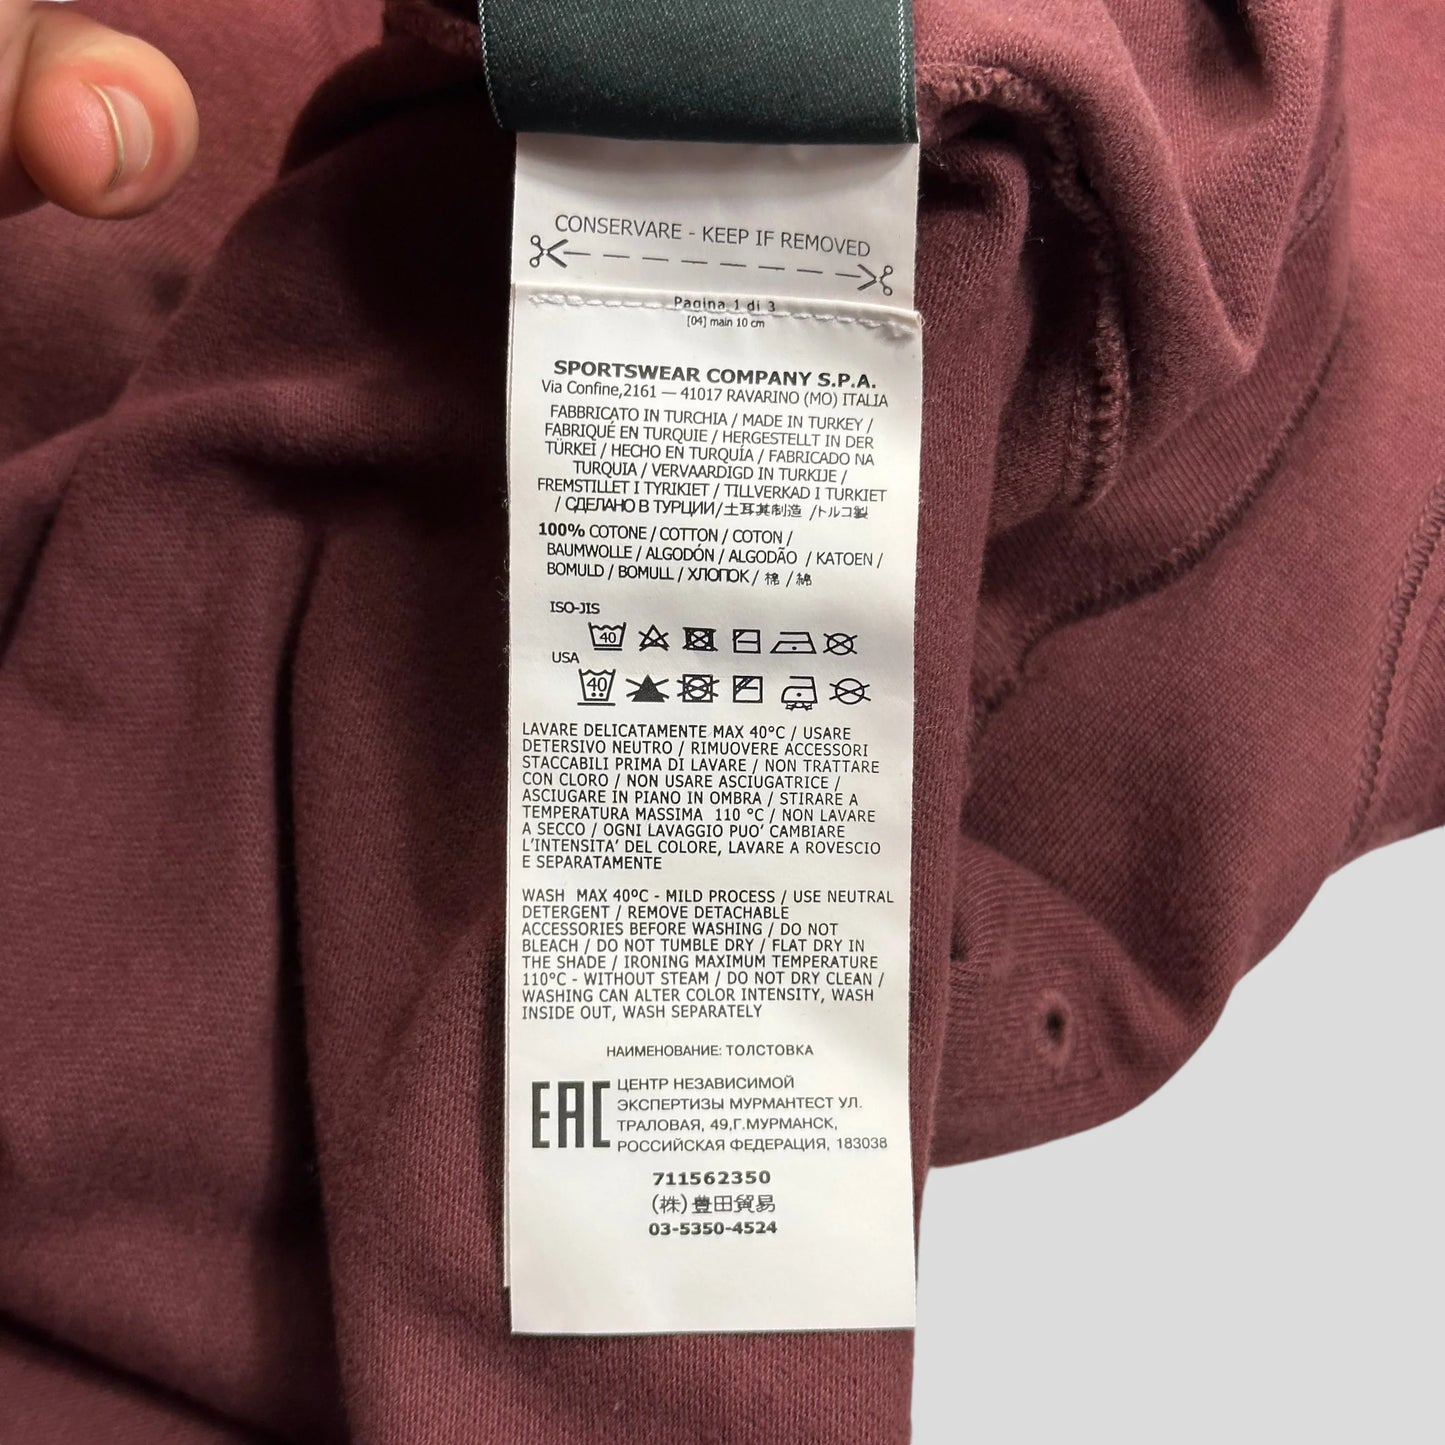 CONSERVARE - KEEP IF REMOVED
Pagina 1 di 3
[04] main 10 cm
SPORTSWEAR COMPANY S.P.A.
Via Confine,2161 — 41017 RAVARINO (MO) ITALIA
FABBRICATO IN TURCHIA / MADE IN TURKEY /
FABRIQUÉ EN TURQUIE / HERGESTELLT IN DER
TÜRKEI / HECHO EN TURQUÍA / FABRICADO NA
TURQUIA / VERVAARDIGD IN TURKIJE /
FREMSTILLET I TYRKIET / TILLVERKAD I TURKIET
/ СДЕЛАНО В ТУРЦИИ/土耳其制造 /トルコ製
100% COTONE / COTTON / COTON /
BAUMWOLLE / ALGODÓN / ALGODÃO / KATOEN /
BOMULD / BOMULL / ХЛОПОК / 棉 / 綿
ISO-JIS
40
USA
40
LAVARE DELICATAMENTE MAX 40°C / USARE
DETERSIVO NEUTRO / RIMUOVERE ACCESSORI
STACCABILI PRIMA DI LAVARE / NON TRATTARE
CON CLORO / NON USARE ASCIUGATRICE /
ASCIUGARE IN PIANO IN OMBRA / STIRARE A
TEMPERATURA MASSIMA 110 °C / NON LAVARE
A SECCO / OGNI LAVAGGIO PUO' CAMBIARE
L'INTENSITA' DEL COLORE, LAVARE A ROVESCIO
E SEPARATAMENTE
WASH MAX 40°C - MILD PROCESS / USE NEUTRAL
DETERGENT / REMOVE DETACHABLE
ACCESSORIES BEFORE WASHING / DO NOT
BLEACH / DO NOT TUMBLE DRY / FLAT DRY IN
THE SHADE / IRONING MAXIMUM TEMPERATURE
110°C - WITHOUT STEAM / DO NOT DRY CLEAN /
WASHING CAN ALTER COLOR INTENSITY, WASH
INSIDE OUT, WASH SEPARATELY
НАИМЕНОВАНИЕ: ТОЛСТОВКА
EAC
ЦЕНТР НЕЗАВИСИМОЙ
ЭКСПЕРТИЗЫ МУРМАНТЕСТ УЛ.
ТРАЛОВАЯ, 49,Г.МУРМАНСК,
РОССИЙСКАЯ ФЕДЕРАЦИЯ, 183038
711562350
(株)豊田貿易
03-5350-4524